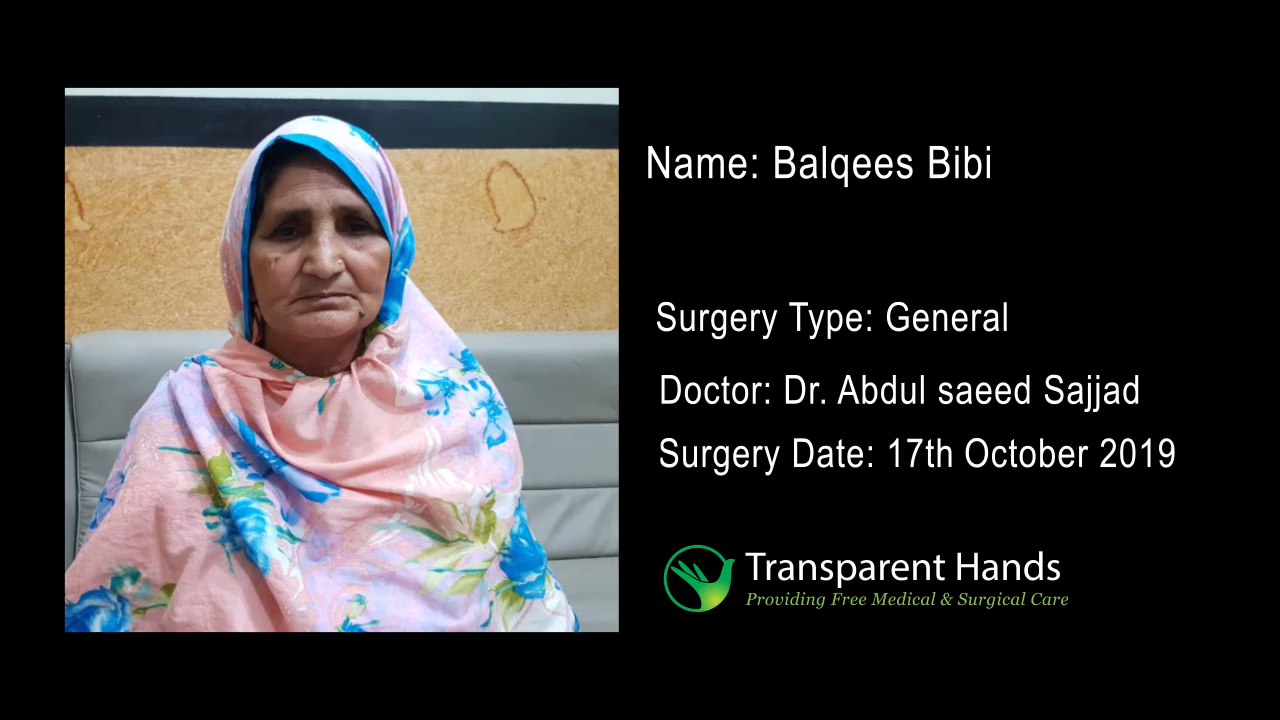 Name: Balqees Bibi
Surgery Type: General
Doctor: Dr. Abdul saeed Sajjad
Surgery Date: 17th October 2019
Transparent Hands
Providing Free Medical & Surgical Care